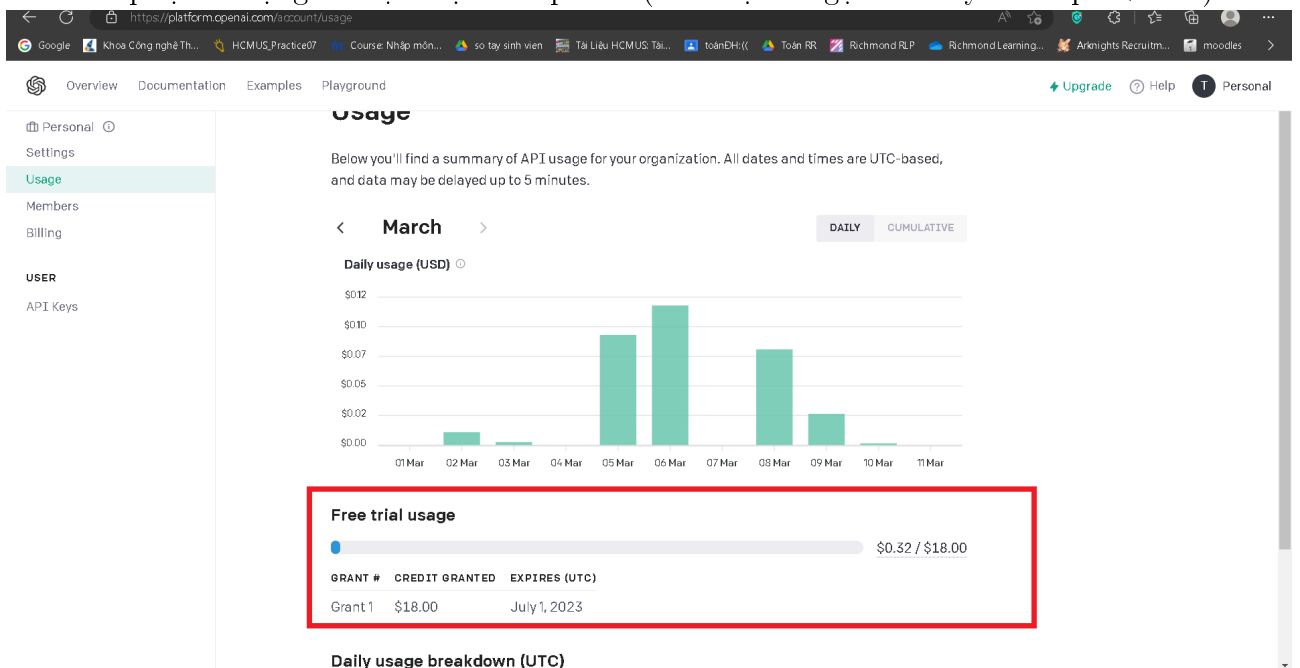 https://platform.openai.com/account/usage
Google Khoa Công nghệ Th... HCMUS_Practice07 Course: Nhập môn... so tay sinh vien Tài Liệu HCMUS: Tài... toánĐH:(( Toán RR Richmond RLP Richmond Learning... Arknights Recruitm... moodles
Overview Documentation Examples Playground Upgrade Help T Personal
Personal
Settings
Usage
Members
Billing
USER
API Keys
Usage
Below you'll find a summary of API usage for your organization. All dates and times are UTC-based,
and data may be delayed up to 5 minutes.
March
DAILY CUMULATIVE
Daily usage (USD)
$0.12
$0.10
$0.07
$0.05
$0.02
$0.00
01 Mar 02 Mar 03 Mar 04 Mar 05 Mar 06 Mar 07 Mar 08 Mar 09 Mar 10 Mar 11 Mar
Free trial usage
$0.32 / $18.00
GRANT # CREDIT GRANTED EXPIRES (UTC)
Grant 1 $18.00 July 1, 2023
Daily usage breakdown (UTC)